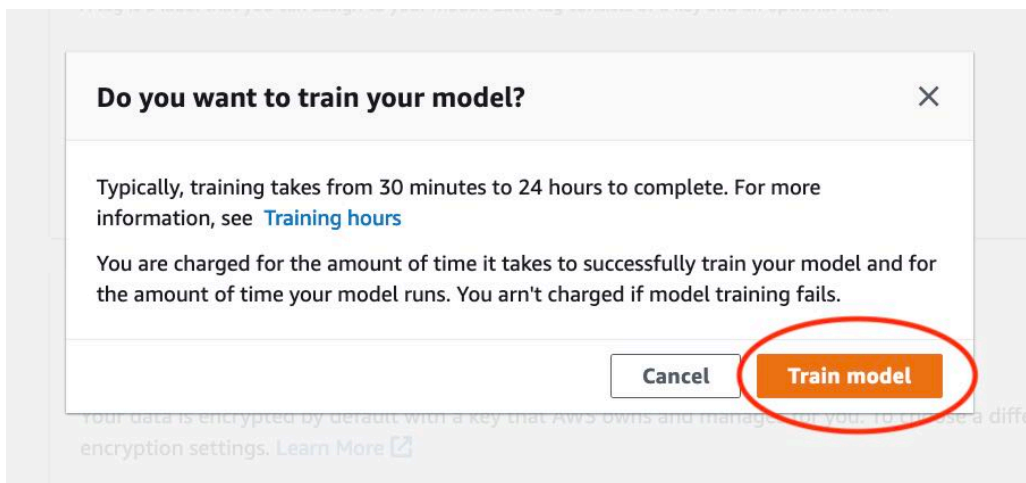 Do you want to train your model?
Typically, training takes from 30 minutes to 24 hours to complete. For more
information, see Training hours
You are charged for the amount of time it takes to successfully train your model and for
the amount of time your model runs. You arn't charged if model training fails.
Cancel Train model
Your data is encrypted by default with a key that AWS owns and manages for you. To choose a diffe
encryption settings. Learn More